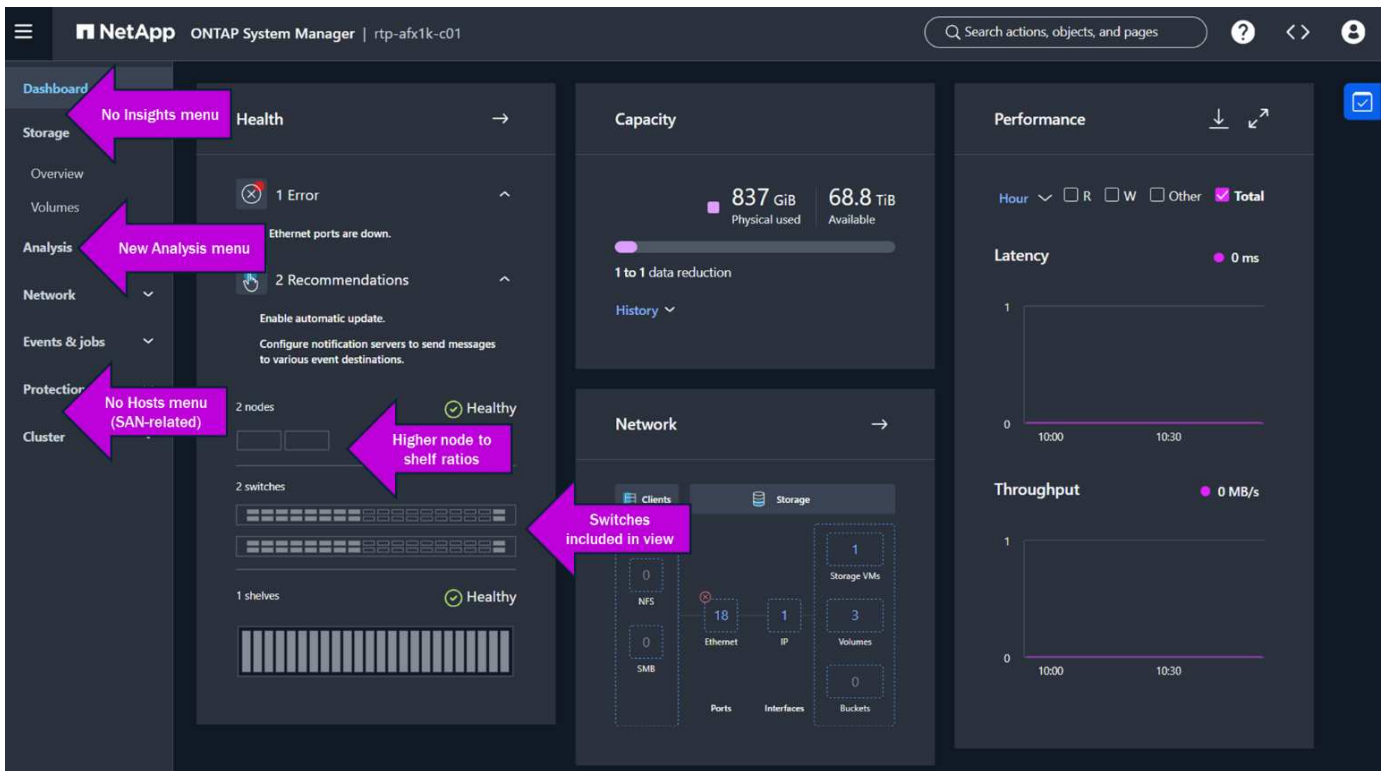 NetApp ONTAP System Manager | rtp-afx1k-c01
Search actions, objects, and pages
Dashboard
Storage
Overview
Volumes
Analysis
Network
Events & jobs
Protection
Cluster
No Insights menu
New Analysis menu
No Hosts menu
(SAN-related)
Health
1 Error
Ethernet ports are down.
2 Recommendations
Enable automatic update.
Configure notification servers to send messages
to various event destinations.
2 nodes
Healthy
Higher node to
shelf ratios
2 switches
Switches
included in view
1 shelves
Healthy
Capacity
837 GiB
Physical used
68.8 TiB
Available
1 to 1 data reduction
History
Network
Clients
Storage
0
NFS
0
SMB
18
Ethernet
1
IP
1
Storage VMs
3
Volumes
0
Buckets
Ports
Interfaces
Performance
Hour R W Other Total
Latency
0 ms
1
0
10:00 10:30
Throughput
0 MB/s
1
0
10:00 10:30